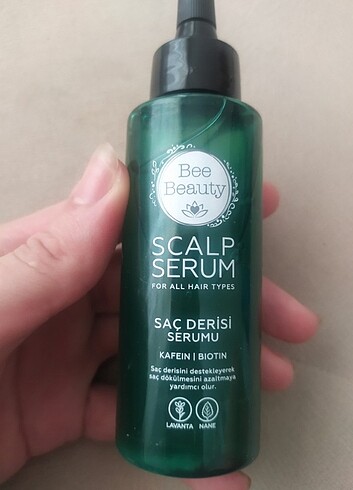 Bee
Beauty
SCALP
SERUM
FOR ALL HAIR TYPES
SAÇ DERİSİ
SERUMU
KAFEIN | BIOTIN
Saç derisini destekleyerek
saç dökülmesini azaltmaya
yardımcı olur.
LAVANTA NANE